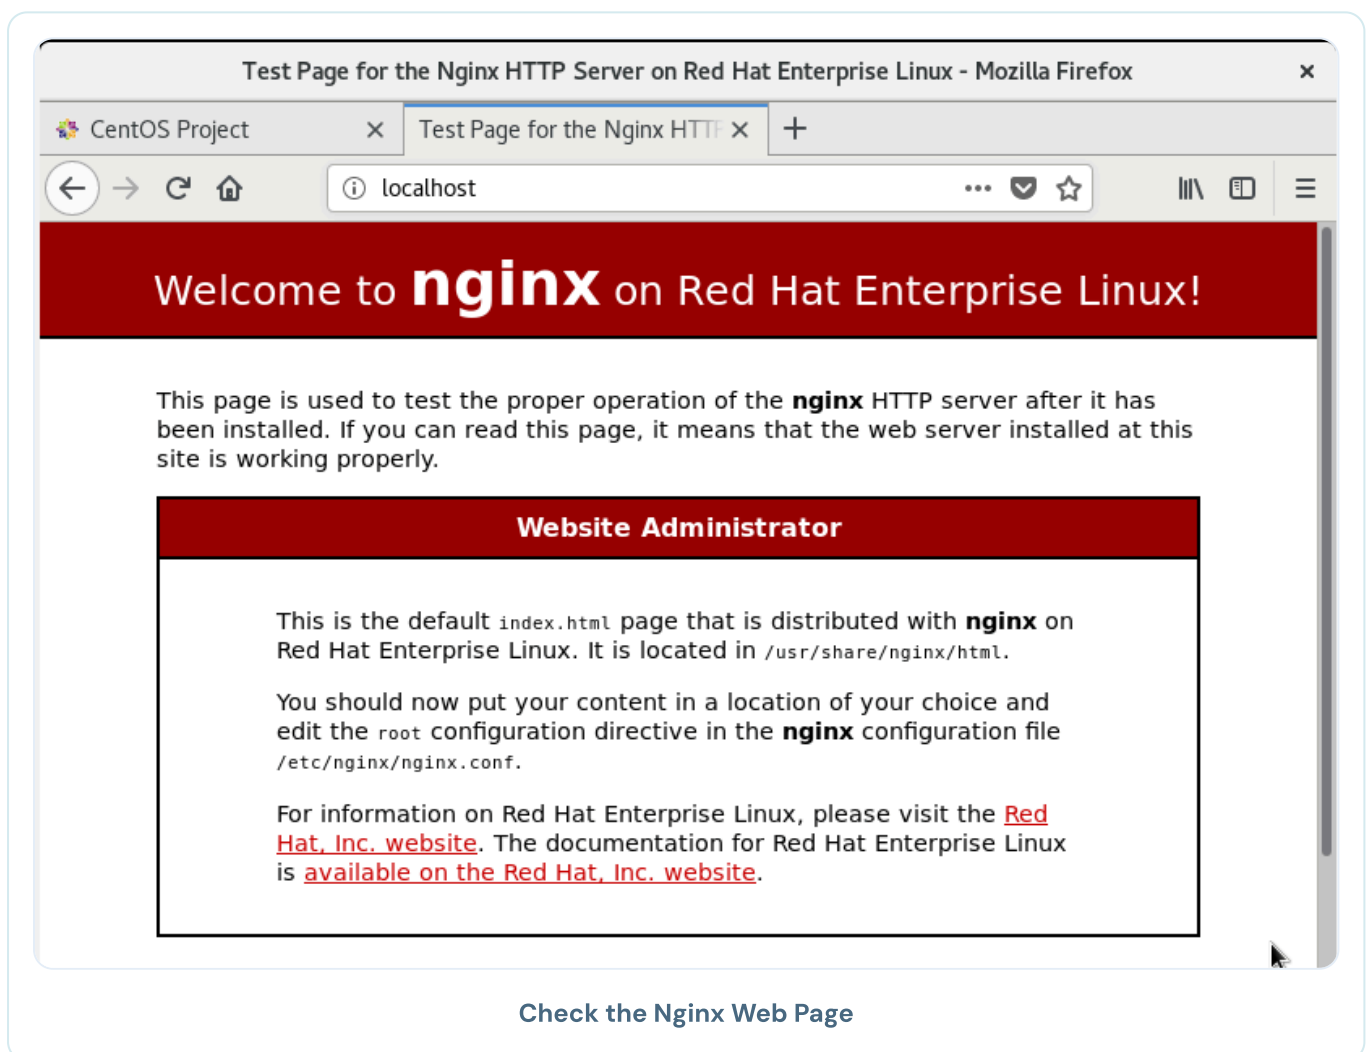 Test Page for the Nginx HTTP Server on Red Hat Enterprise Linux - Mozilla Firefox
CentOS Project
Test Page for the Nginx HTTP
localhost
Welcome to nginx on Red Hat Enterprise Linux!
This page is used to test the proper operation of the nginx HTTP server after it has
been installed. If you can read this page, it means that the web server installed at this
site is working properly.
Website Administrator
This is the default index.html page that is distributed with nginx on
Red Hat Enterprise Linux. It is located in /usr/share/nginx/html.
You should now put your content in a location of your choice and
edit the root configuration directive in the nginx configuration file
/etc/nginx/nginx.conf.
For information on Red Hat Enterprise Linux, please visit the Red
Hat, Inc. website. The documentation for Red Hat Enterprise Linux
is available on the Red Hat, Inc. website.
Check the Nginx Web Page